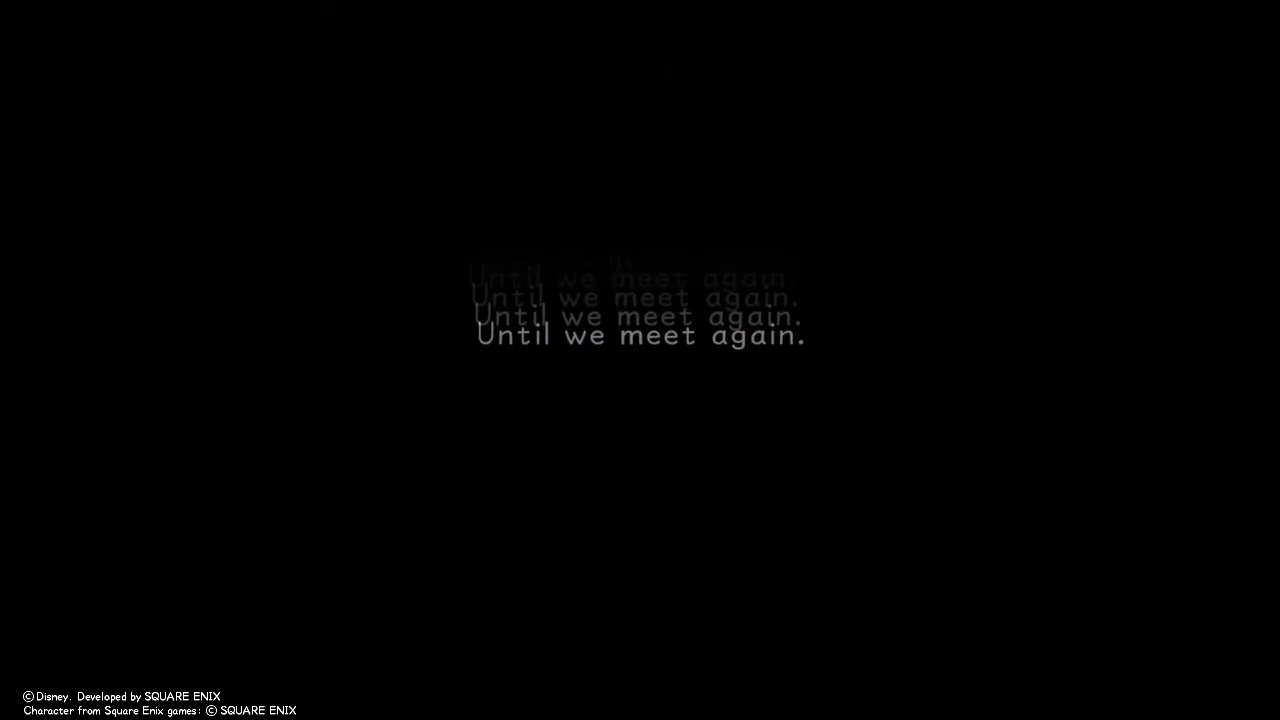 Until we meet again.
Until we meet again.
Until we meet again.
Until we meet again.
©Disney. Developed by SQUARE ENIX
Character from Square Enix games: © SQUARE ENIX